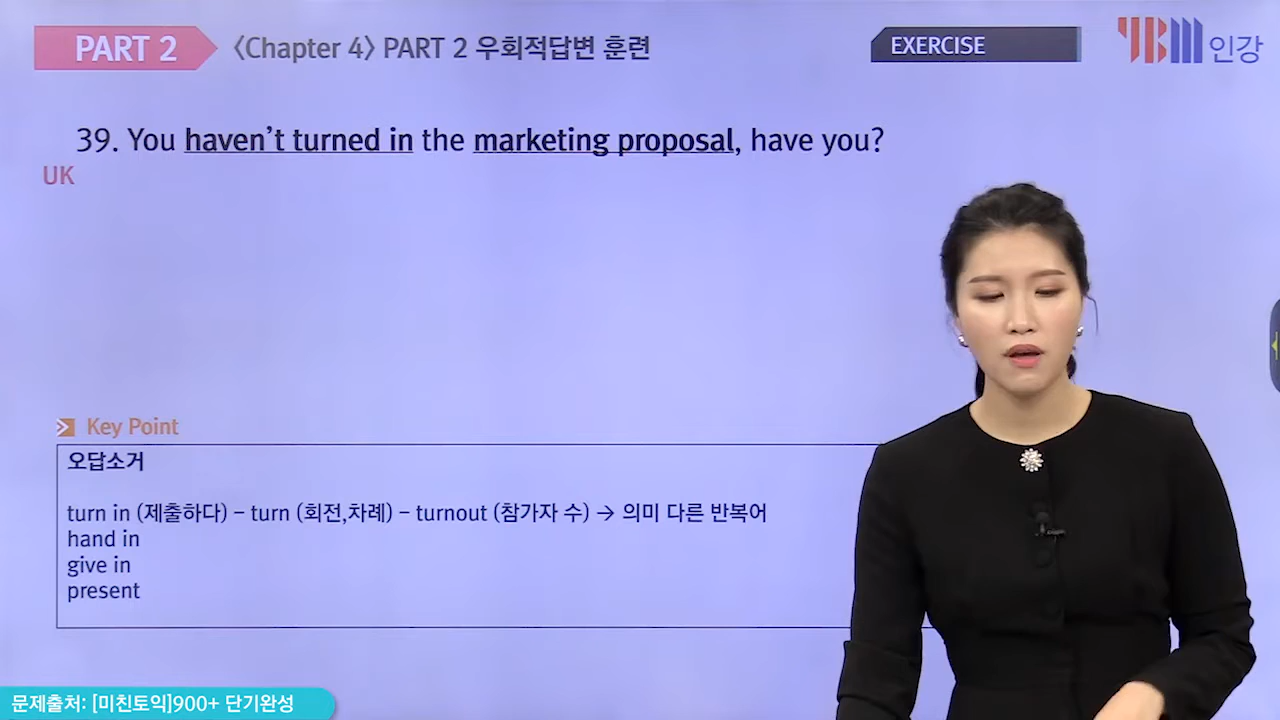 PART 2
〈Chapter 4〉 PART 2 우회적답변 훈련
EXERCISE
YBM 인강
39. You haven't turned in the marketing proposal, have you?
UK
Key Point
오답소거
turn in (제출하다) – turn (회전,차례) – turnout (참가자 수) → 의미 다른 반복어
hand in
give in
present
문제출처: [미친토익]900+ 단기완성